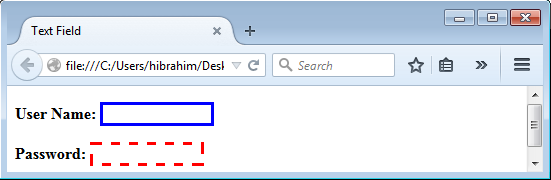 Text Field
file:///C:/Users/hibrahim/Desk
Search
User Name:
Password: